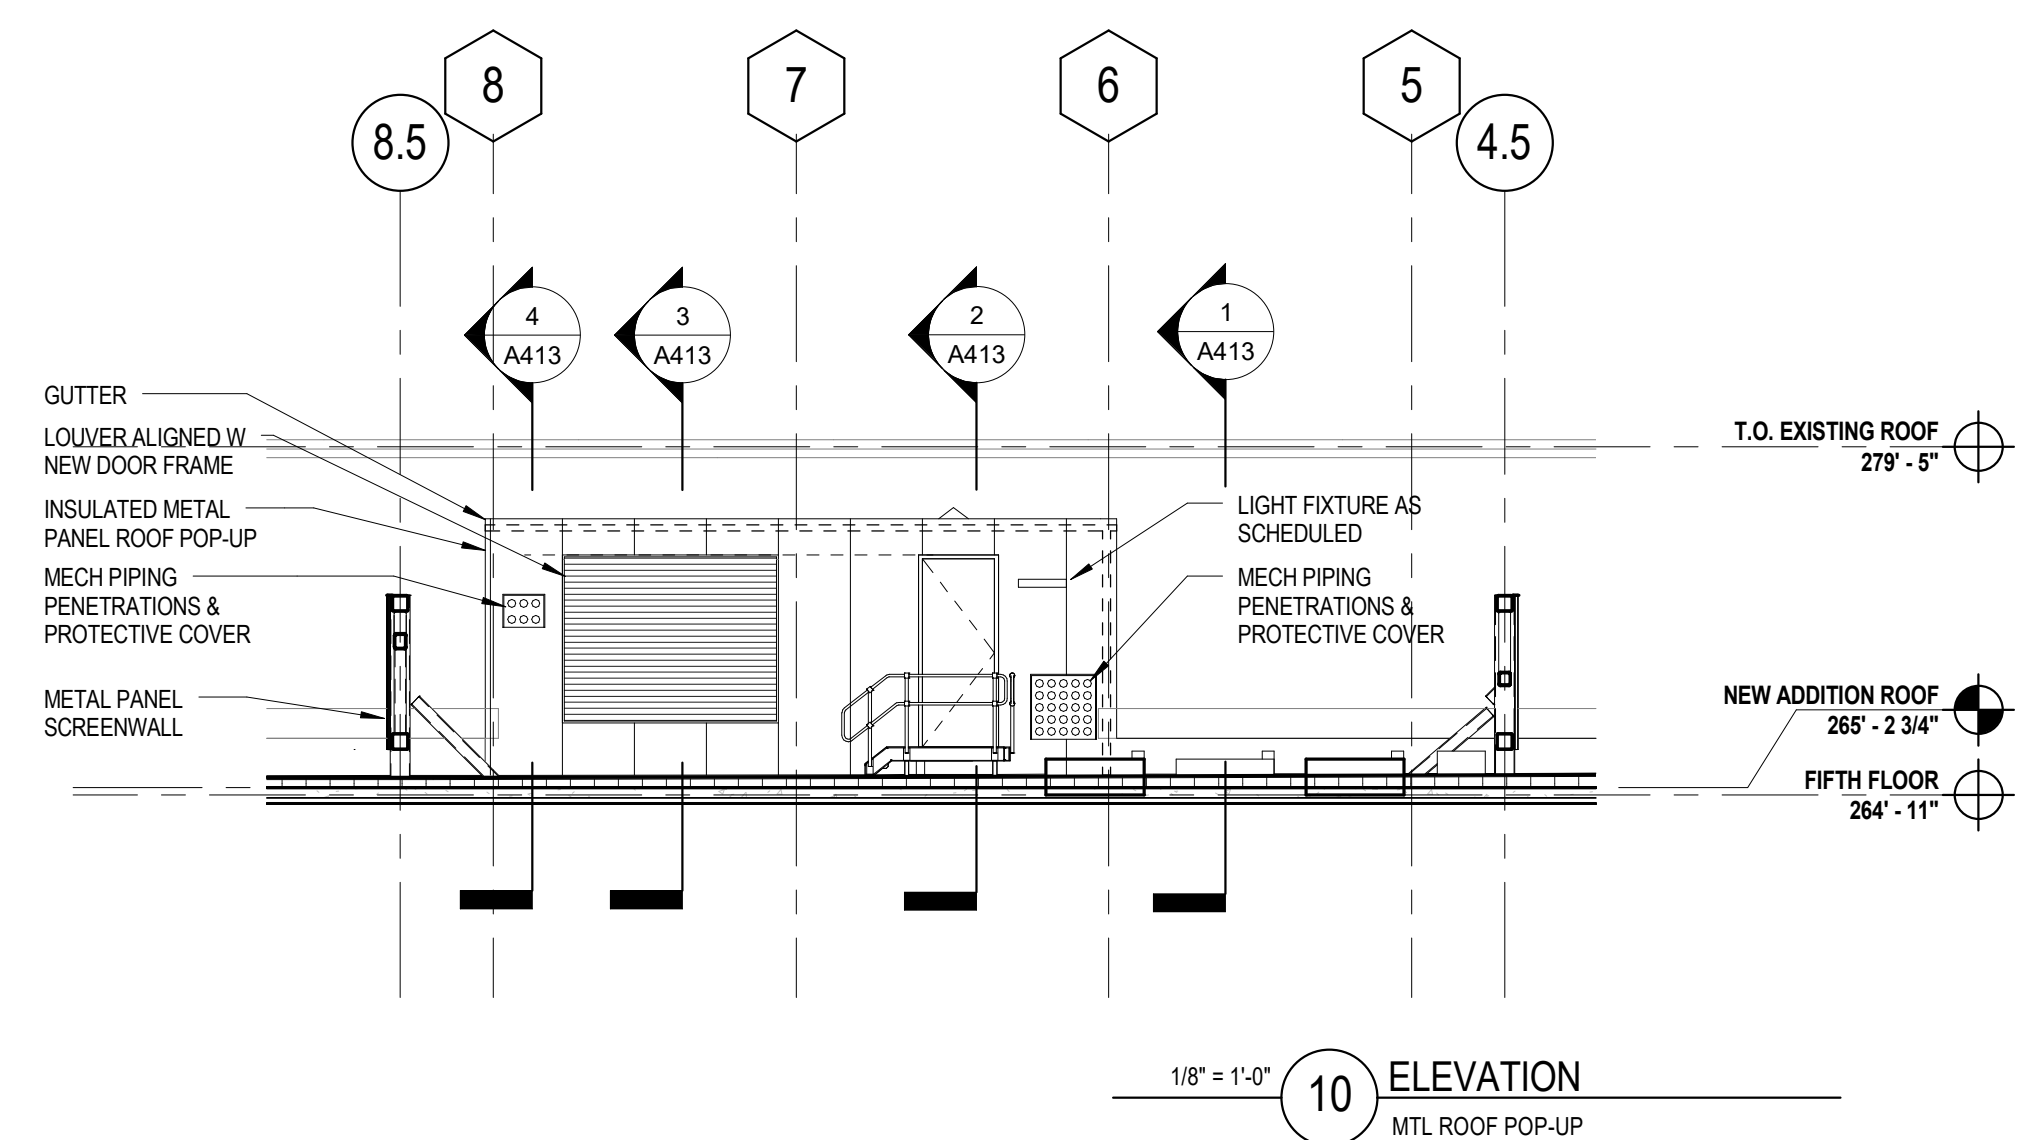 8
7
6
5
8.5
4.5
4
A413
3
A413
2
A413
1
A413
GUTTER
LOUVER ALIGNED W
NEW DOOR FRAME
INSULATED METAL
PANEL ROOF POP-UP
MECH PIPING
PENETRATIONS &
PROTECTIVE COVER
METAL PANEL
SCREENWALL
LIGHT FIXTURE AS
SCHEDULED
MECH PIPING
PENETRATIONS &
PROTECTIVE COVER
T.O. EXISTING ROOF
279' - 5"
NEW ADDITION ROOF
265' - 2 3/4"
FIFTH FLOOR
264' - 11"
1/8" = 1'-0"
10
ELEVATION
MTL ROOF POP-UP